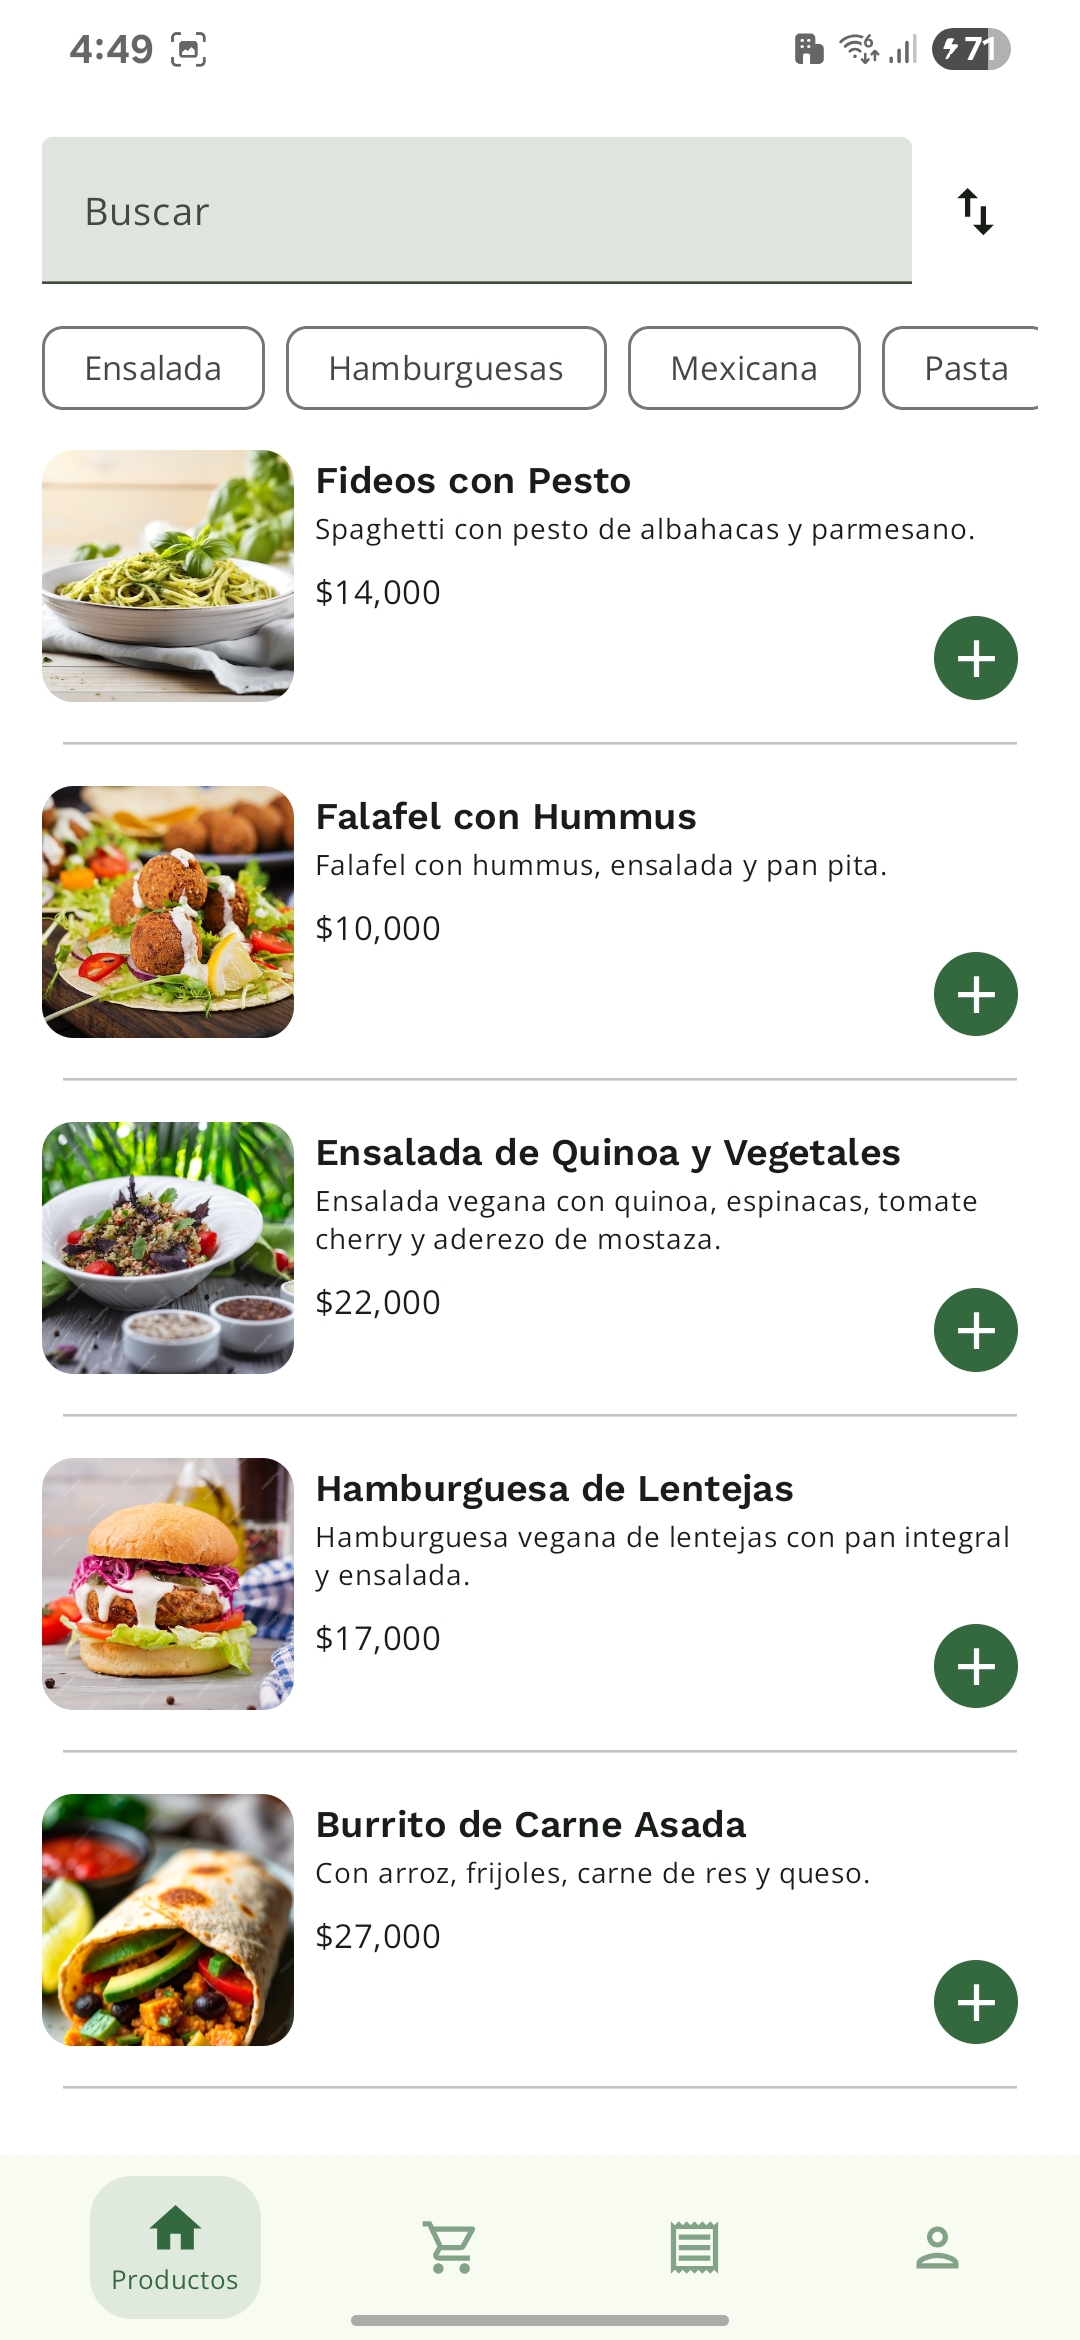 4:49
6
71
Buscar
Ensalada
Hamburguesas
Mexicana
Pasta
Fideos con Pesto
Spaghetti con pesto de albahacas y parmesano.
$14,000
Falafel con Hummus
Falafel con hummus, ensalada y pan pita.
$10,000
Ensalada de Quinoa y Vegetales
Ensalada vegana con quinoa, espinacas, tomate
cherry y aderezo de mostaza.
$22,000
Hamburguesa de Lentejas
Hamburguesa vegana de lentejas con pan integral
y ensalada.
$17,000
Burrito de Carne Asada
Con arroz, frijoles, carne de res y queso.
$27,000
Productos